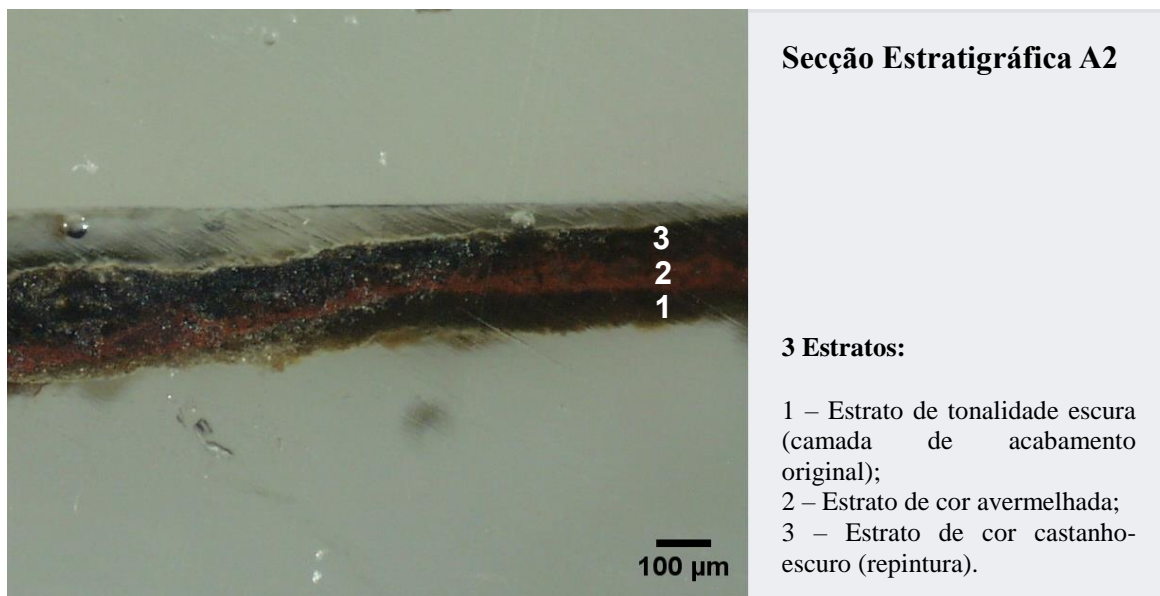 3
2
1
100 µm
Secção Estratigráfica A2
3 Estratos:
1 – Estrato de tonalidade escura
(camada de acabamento
original);
2 – Estrato de cor avermelhada;
3 – Estrato de cor castanho-
escuro (repintura).